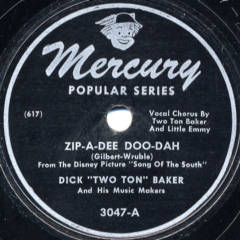 Mercury
POPULAR SERIES
(617)
Vocal Chorus By
Two Ton Baker
And Little Emmy
ZIP-A-DEE DOO-DAH
(Gilbert-Wruble)
From The Disney Picture "Song Of The South"
DICK "TWO TON" BAKER
And His Music Makers
3047-A